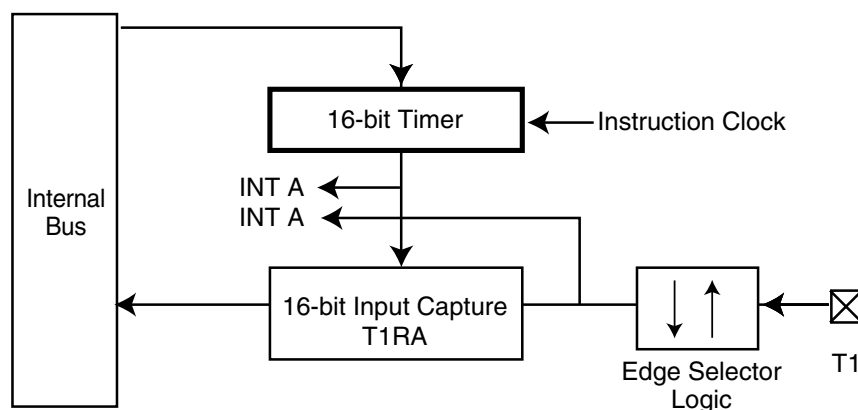 16-bit Timer
Instruction Clock
Internal
Bus
INT A
INT A
16-bit Input Capture
T1RA
Edge Selector
Logic
T1